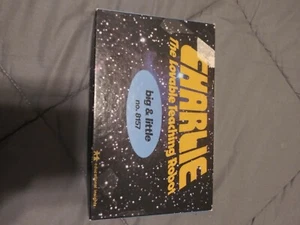 CHARLIE
The Lovable Teaching Robot
big & little
no. 8157